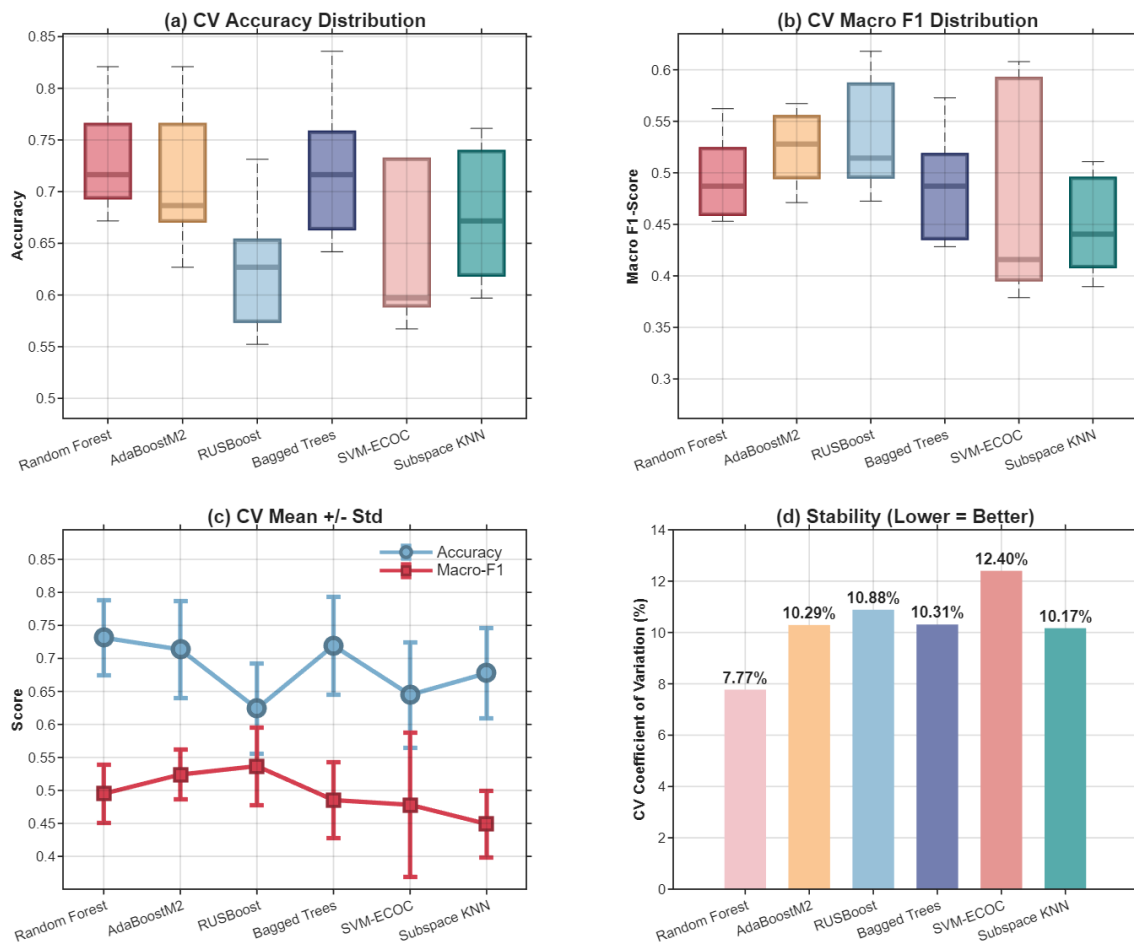 (a) CV Accuracy Distribution
0.85
0.8
0.75
0.7
0.65
0.6
0.55
0.5
Accuracy
Random Forest
AdaBoostM2
RUSBoost
Bagged Trees
SVM-ECOC
Subspace KNN
(b) CV Macro F1 Distribution
0.6
0.55
0.5
0.45
0.4
0.35
0.3
Macro F1-Score
Random Forest
AdaBoostM2
RUSBoost
Bagged Trees
SVM-ECOC
Subspace KNN
(c) CV Mean +/- Std
Accuracy
Macro-F1
0.85
0.8
0.75
0.7
0.65
0.6
0.55
0.5
0.45
0.4
Score
Random Forest
AdaBoostM2
RUSBoost
Bagged Trees
SVM-ECOC
Subspace KNN
(d) Stability (Lower = Better)
14
12
10
8
6
4
2
0
CV Coefficient of Variation (%)
7.77%
10.29%
10.88%
10.31%
12.40%
10.17%
Random Forest
AdaBoostM2
RUSBoost
Bagged Trees
SVM-ECOC
Subspace KNN